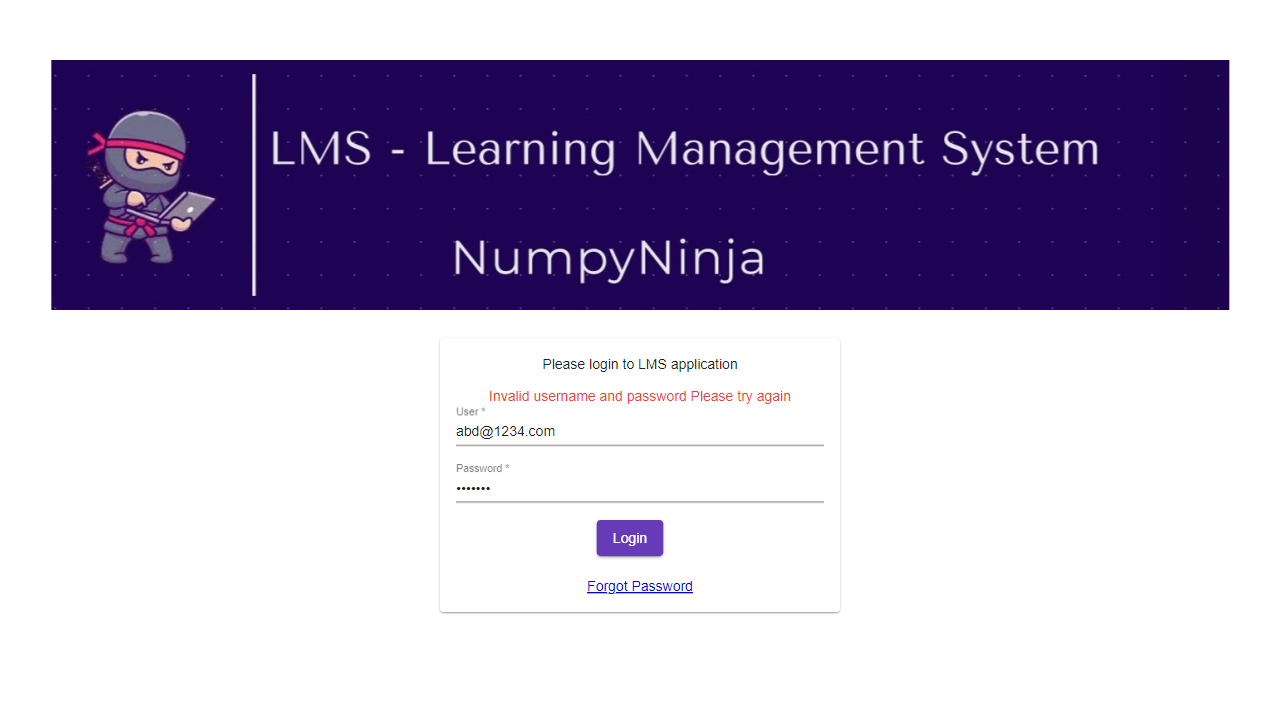 LMS - Learning Management System
NumpyNinja
Please login to LMS application
Invalid username and password Please try again
User *
abd@1234.com
Password *
•••••••
Login
Forgot Password